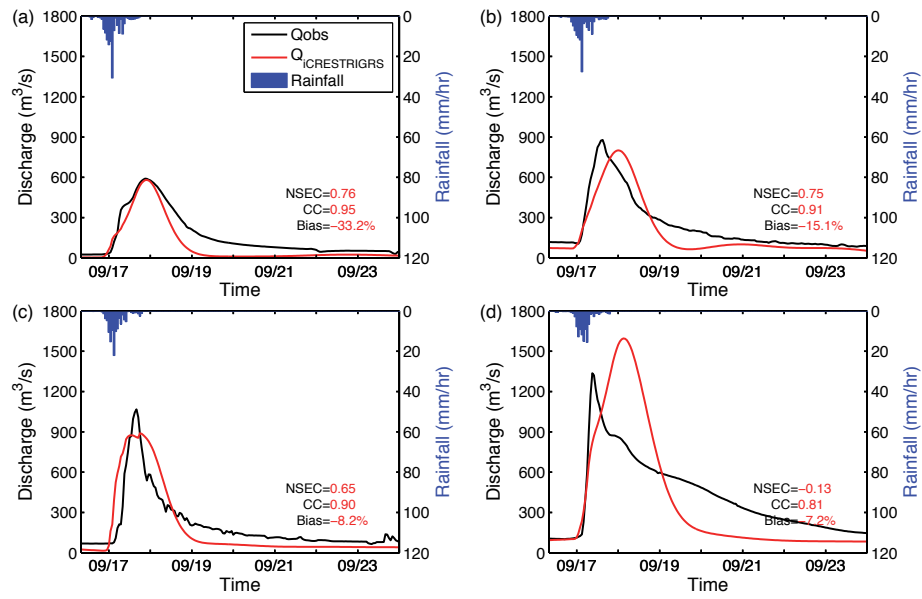 (a)
1800
1500
1200
900
600
300
0
Discharge (m³/s)
Qobs
Q_iCRESTRIGRS
Rainfall
NSEC=0.76
CC=0.95
Bias=−33.2%
0
20
40
60
80
100
120
Rainfall (mm/hr)
09/17 09/19 09/21 09/23
Time
(b)
1800
1500
1200
900
600
300
0
Discharge (m³/s)
NSEC=0.75
CC=0.91
Bias=−15.1%
0
20
40
60
80
100
120
Rainfall (mm/hr)
09/17 09/19 09/21 09/23
Time
(c)
1800
1500
1200
900
600
300
0
Discharge (m³/s)
NSEC=0.65
CC=0.90
Bias=−8.2%
0
20
40
60
80
100
120
Rainfall (mm/hr)
09/17 09/19 09/21 09/23
Time
(d)
1800
1500
1200
900
600
300
0
Discharge (m³/s)
NSEC=−0.13
CC=0.81
Bias=−7.2%
0
20
40
60
80
100
120
Rainfall (mm/hr)
09/17 09/19 09/21 09/23
Time